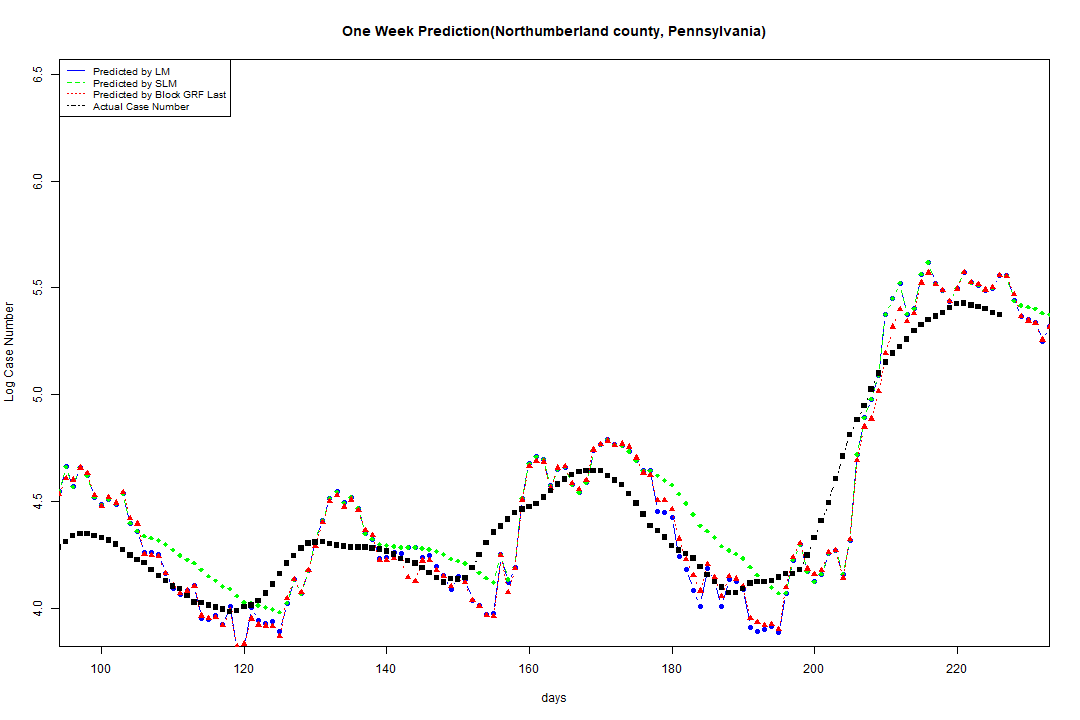 One Week Prediction(Northumberland county, Pennsylvania)
Predicted by LM
Predicted by SLM
Predicted by Block GRF Last
Actual Case Number
6.5
6.0
5.5
5.0
4.5
4.0
Log Case Number
100 120 140 160 180 200 220
days